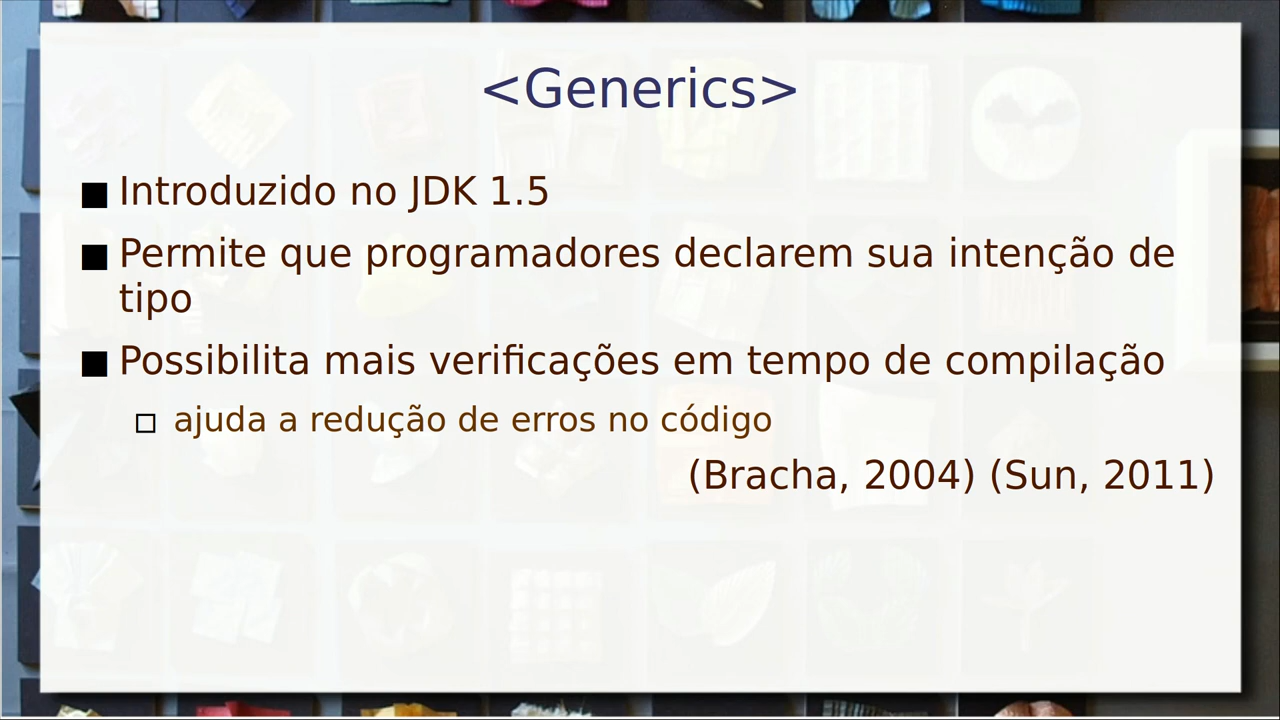 <Generics>
■ Introduzido no JDK 1.5
■ Permite que programadores declarem sua intenção de
tipo
■ Possibilita mais verificações em tempo de compilação
□ ajuda a redução de erros no código
(Bracha, 2004) (Sun, 2011)